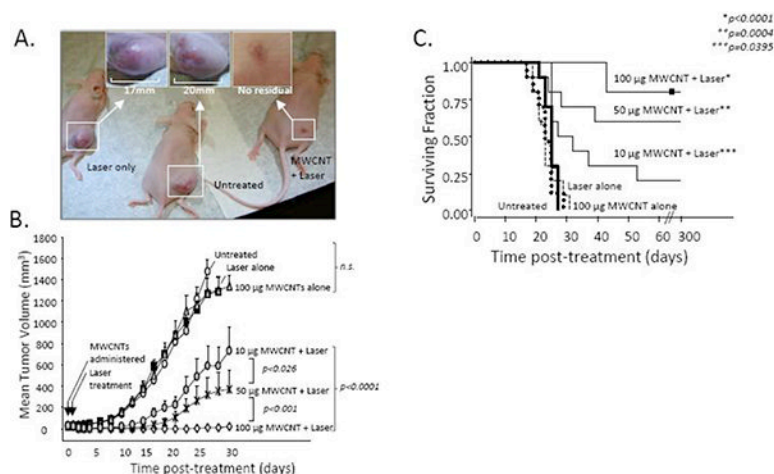 A.
17mm
20mm
No residual
Laser only
Untreated
MWCNT
+ Laser
B.
Mean Tumor Volume (mm³)
1800
1600
1400
1200
1000
800
600
400
200
0
MWCNTs
administered
Laser
treatment
Untreated
Laser alone
100 µg MWCNTs alone
n.s.
10 µg MWCNT + Laser
p<0.026
50 µg MWCNT + Laser
p<0.001
p<0.0001
100 µg MWCNT + Laser
0 5 10 15 20 25 30
Time post-treatment (days)
C.
*p<0.0001
**p=0.0004
***p=0.0395
Surviving Fraction
1.00
0.75
0.50
0.25
0.00
100 µg MWCNT + Laser*
50 µg MWCNT + Laser**
10 µg MWCNT + Laser***
Laser alone
Untreated
100 µg MWCNT alone
0 10 20 30 40 50 60 300
Time post-treatment (days)